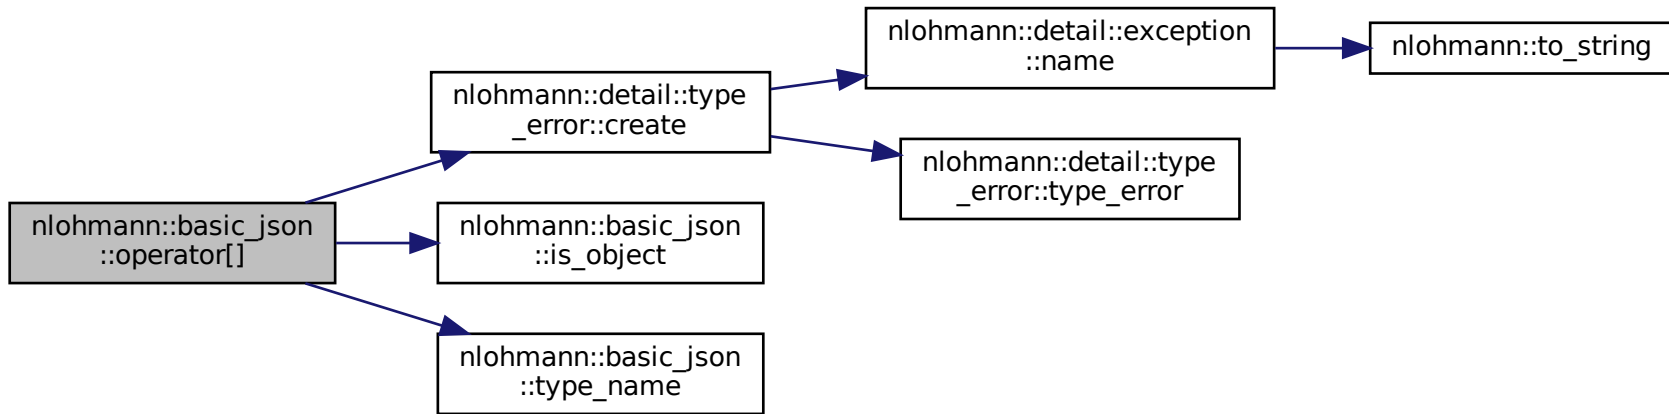 nlohmann::basic_json
::operator[]
nlohmann::detail::type
_error::create
nlohmann::detail::exception
::name
nlohmann::to_string
nlohmann::detail::type
_error::type_error
nlohmann::basic_json
::is_object
nlohmann::basic_json
::type_name